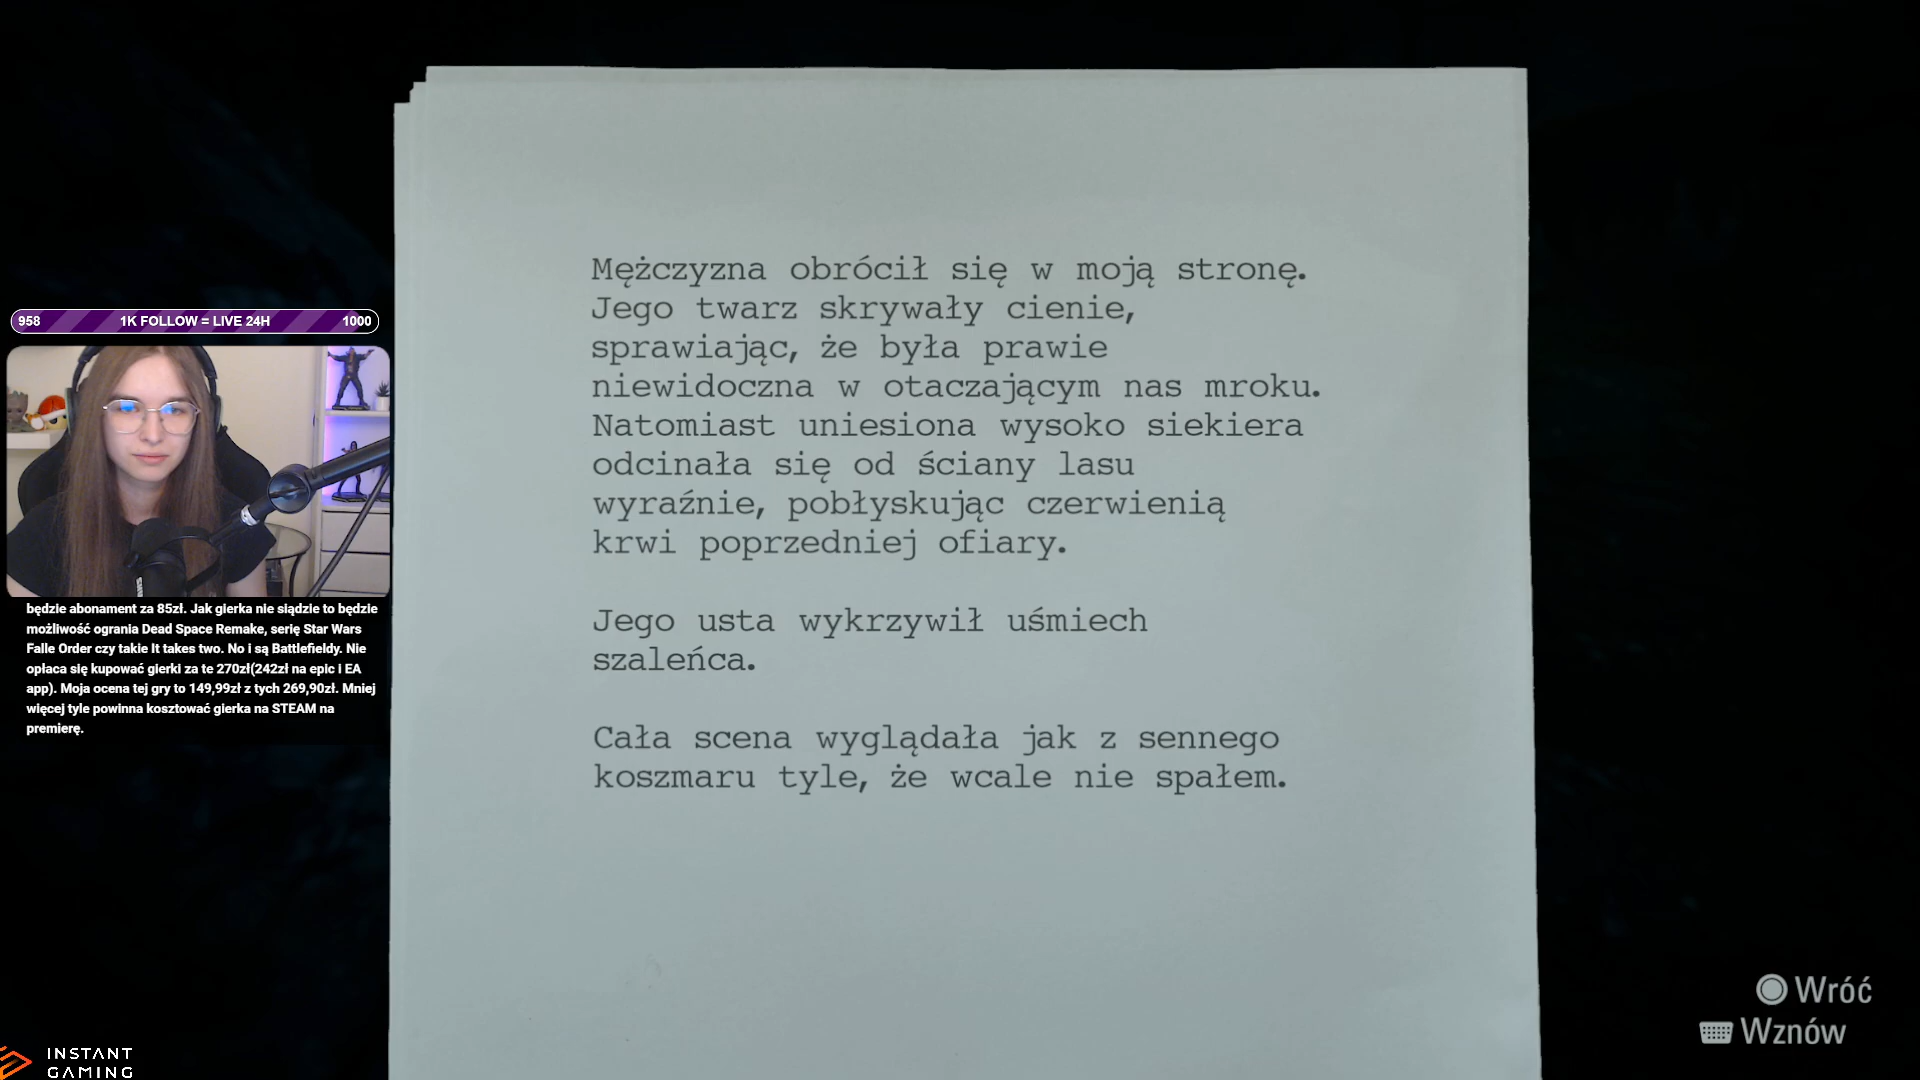 Mężczyzna obrócił się w moją stronę.
Jego twarz skrywały cienie,
sprawiając, że była prawie
niewidoczna w otaczającym nas mroku.
Natomiast uniesiona wysoko siekiera
odcinała się od ściany lasu
wyraźnie, pobłyskując czerwienią
krwi poprzedniej ofiary.
Jego usta wykrzywił uśmiech
szaleńca.
Cała scena wyglądała jak z sennego
koszmaru tyle, że wcale nie spałem.
958 1K FOLLOW = LIVE 24H 1000
będzie abonament za 85zł. Jak gierka nie siądzie to będzie
możliwość ogrania Dead Space Remake, serię Star Wars
Falle Order czy takie It takes two. No i są Battlefieldy. Nie
opłaca się kupować gierki za te 270zł(242zł na epic i EA
app). Moja ocena tej gry to 149,99zł z tych 269,90zł. Mniej
więcej tyle powinna kosztować gierka na STEAM na
premierę.
INSTANT
GAMING
Wróć
Wznów